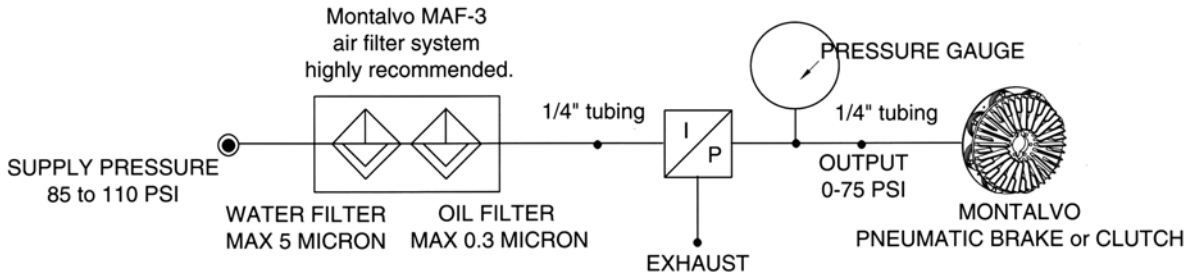 Montalvo MAF-3
air filter system
highly recommended.
SUPPLY PRESSURE
85 to 110 PSI
WATER FILTER
MAX 5 MICRON
OIL FILTER
MAX 0.3 MICRON
1/4" tubing
I
P
EXHAUST
PRESSURE GAUGE
1/4" tubing
OUTPUT
0-75 PSI
MONTALVO
PNEUMATIC BRAKE or CLUTCH